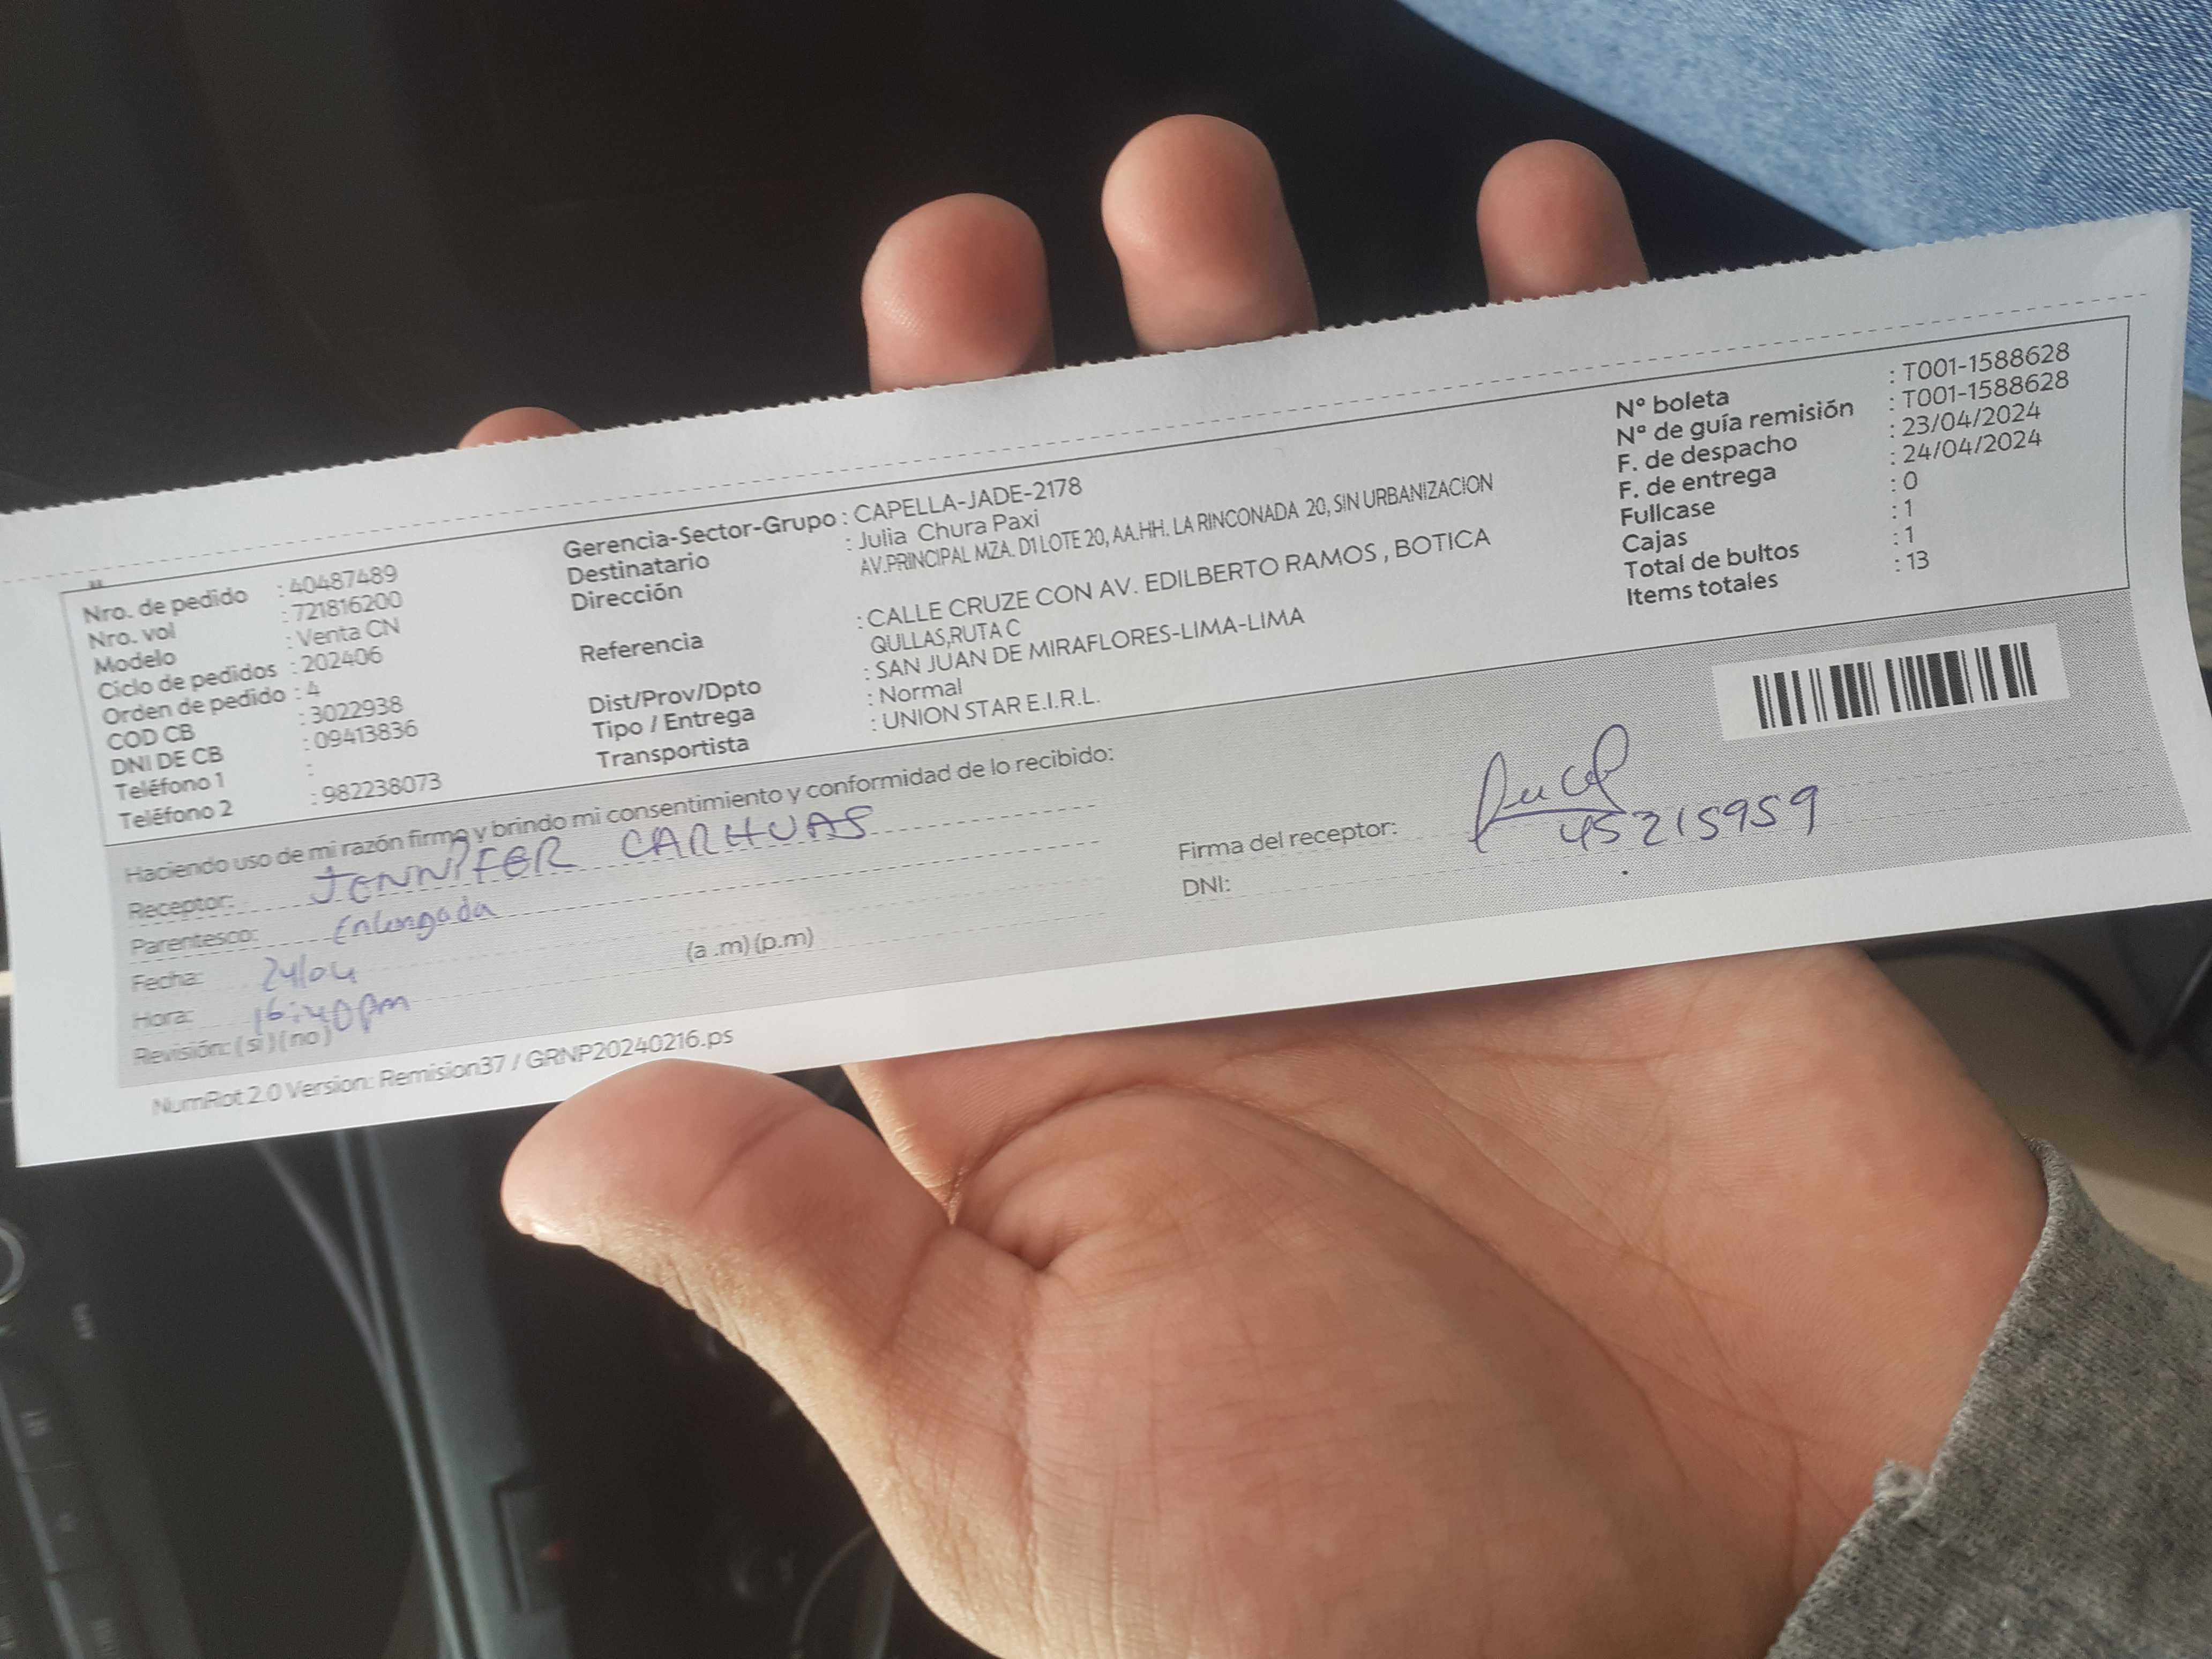 Nro. de pedido : 40487489
Nro. vol : 721816200
Modelo : Venta CN
Ciclo de pedidos : 202406
Orden de pedido : 4
COD CB : 3022938
DNI DE CB : 09413836
Teléfono 1 :
Teléfono 2 : 982238073
Gerencia-Sector-Grupo : CAPELLA-JADE-2178
Destinatario : Julia Chura Paxi
Dirección AV.PRINCIPAL MZA. D1 LOTE 20, AA.HH. LA RINCONADA 20, SIN URBANIZACION
Referencia : CALLE CRUZE CON AV. EDILBERTO RAMOS , BOTICA
QULLAS,RUTA C
Dist/Prov/Dpto : SAN JUAN DE MIRAFLORES-LIMA-LIMA
Tipo / Entrega : Normal
Transportista : UNION STAR E.I.R.L.
N° boleta : T001-1588628
N° de guía remisión : T001-1588628
F. de despacho : 23/04/2024
F. de entrega : 24/04/2024
Fullcase : 0
Cajas : 1
Total de bultos : 1
Items totales : 13
Haciendo uso de mi razón firmo y brindo mi consentimiento y conformidad de lo recibido:
Receptor: JENNIFER CARHUAS
Parentesco:
Fecha: 24/04
Hora: 16:40pm (a .m) (p.m)
Revisión: ( si ) ( no )
Firma del receptor:
DNI: 45215959
NumRot 2.0 Version: Remision37 / GRNP20240216.ps